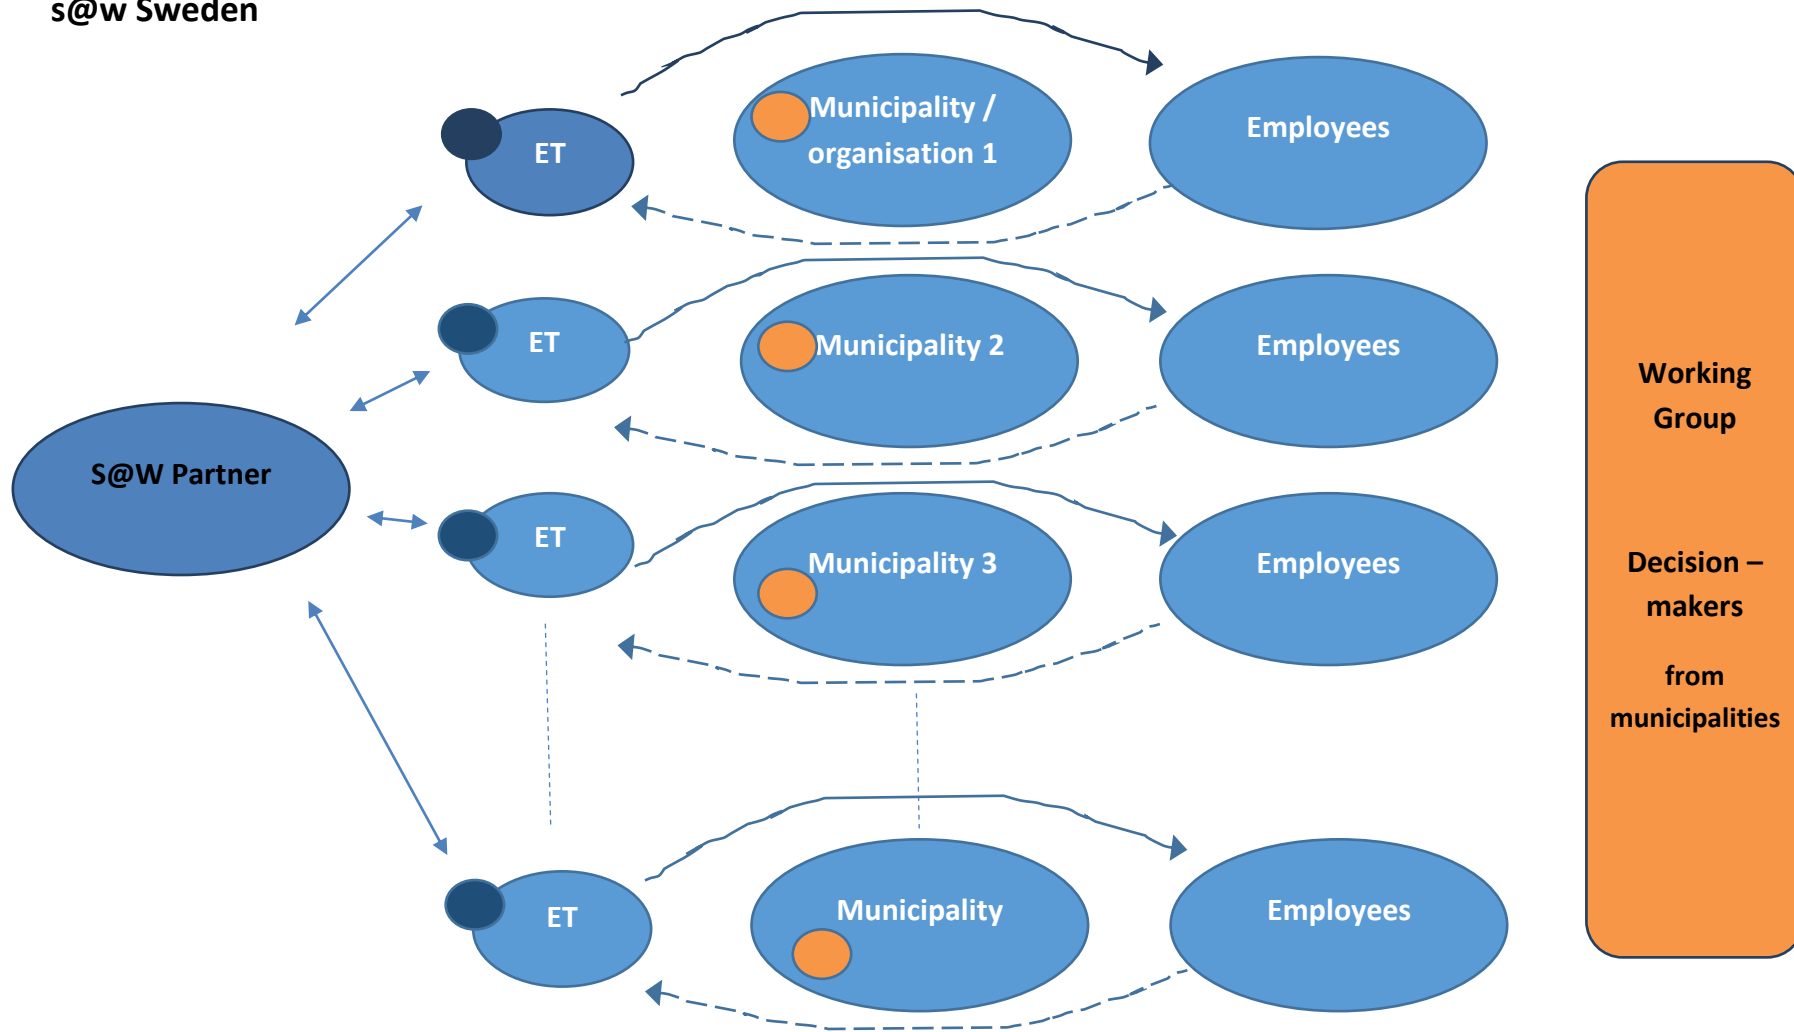 s@w Sweden
ET
Municipality /
organisation 1
Employees
ET
Municipality 2
Employees
S@W Partner
ET
Municipality 3
Employees
ET
Municipality
Employees
Working
Group
Decision –
makers
from
municipalities